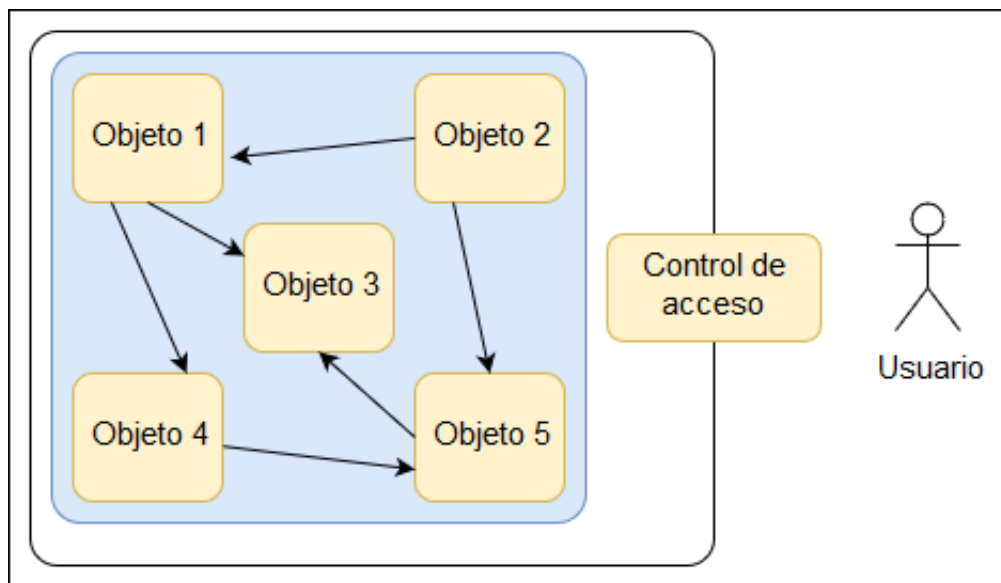 Objeto 1
Objeto 2
Objeto 3
Control de
acceso
Usuario
Objeto 4
Objeto 5